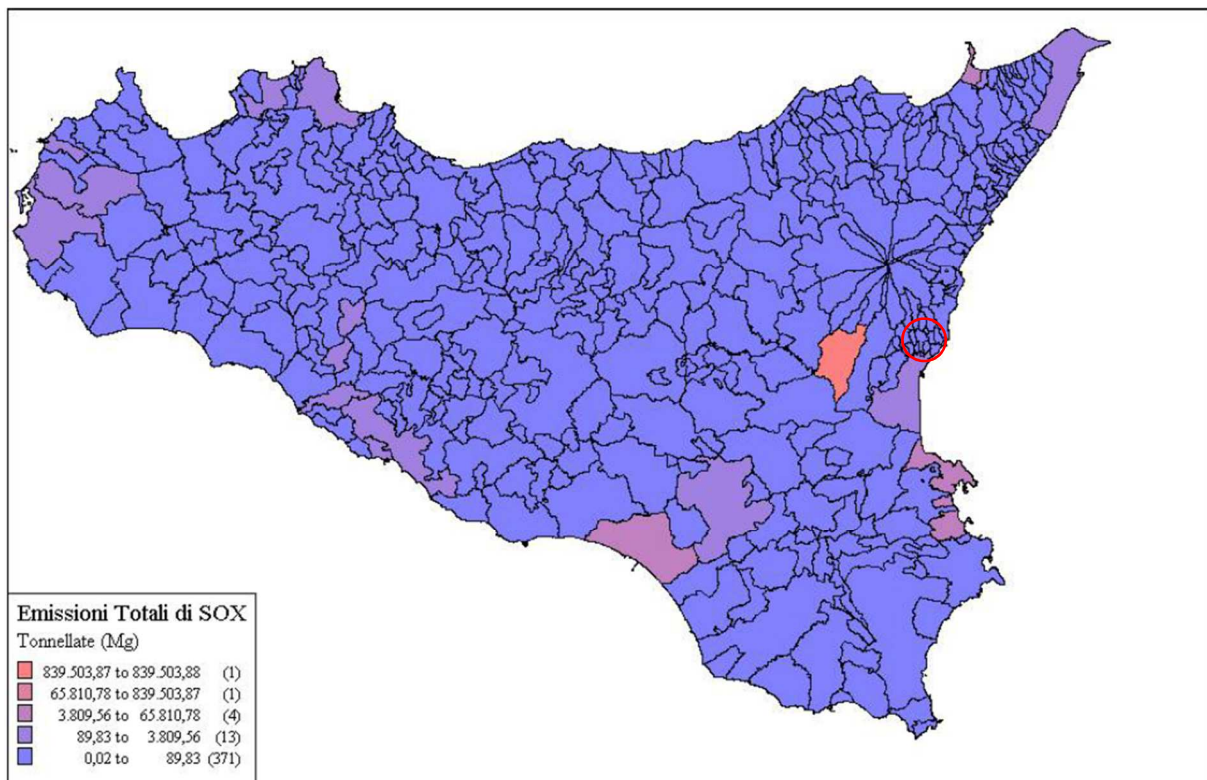 Emissioni Totali di SOX
Tonnellate (Mg)
839.503,87 to 839.503,88 (1)
65.810,78 to 839.503,87 (1)
3.809,56 to 65.810,78 (4)
89,83 to 3.809,56 (13)
0,02 to 89,83 (371)